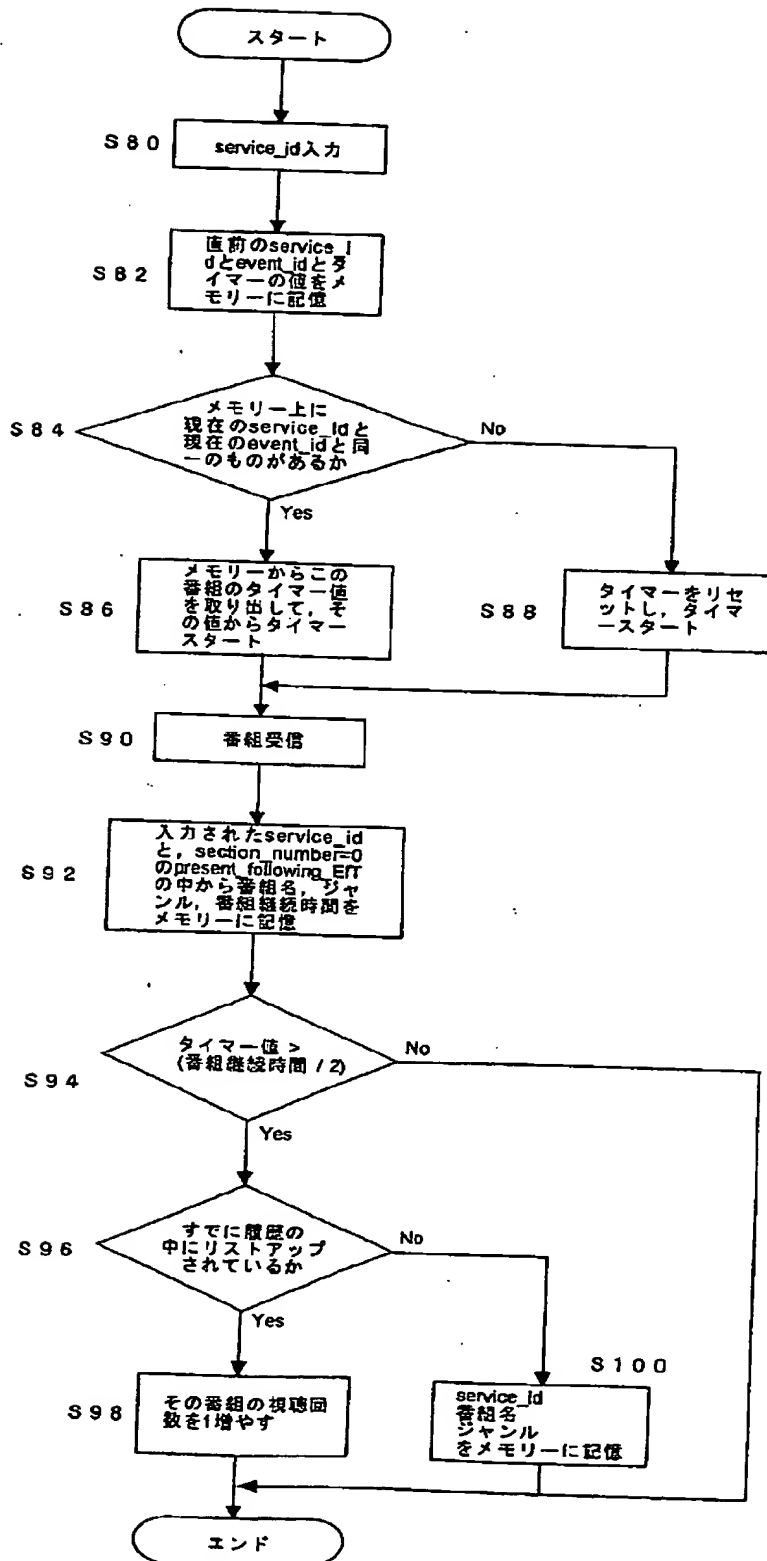 スタート
S80
service_id入力
S82
直前のservice_i
dとevent_idとタ
イマーの値をメ
モリーに記憶
S84
メモリー上に
現在のservice_idと
現在のevent_idと同
一のものがあるか
No
Yes
S86
メモリーからこの
番組のタイマー値
を取り出して，そ
の値からタイマー
スタート
S88
タイマーをリセ
ットし，タイマ
ースタート
S90
番組受信
S92
入力されたservice_id
と，section_number=0
のpresent_following_EIT
の中から番組名，ジャ
ンル，番組継続時間を
メモリーに記憶
S94
タイマー値 >
(番組継続時間 / 2)
No
Yes
S96
すでに履歴の
中にリストアップ
されているか
No
Yes
S98
その番組の視聴回
数を1増やす
S100
service_id
番組名
ジャンル
をメモリーに記憶
エンド